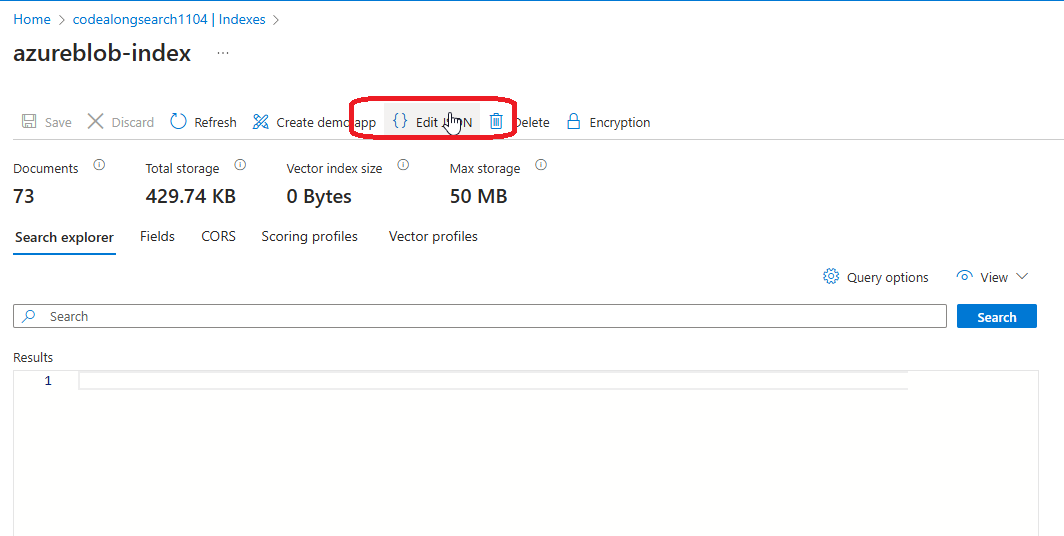 Home > codealongsearch1104 | Indexes >
azureblob-index ...
Save Discard Refresh Create demo app {} Edit JSON Delete Encryption
Documents Total storage Vector index size Max storage
73 429.74 KB 0 Bytes 50 MB
Search explorer Fields CORS Scoring profiles Vector profiles
Query options View
Search Search
Results
1